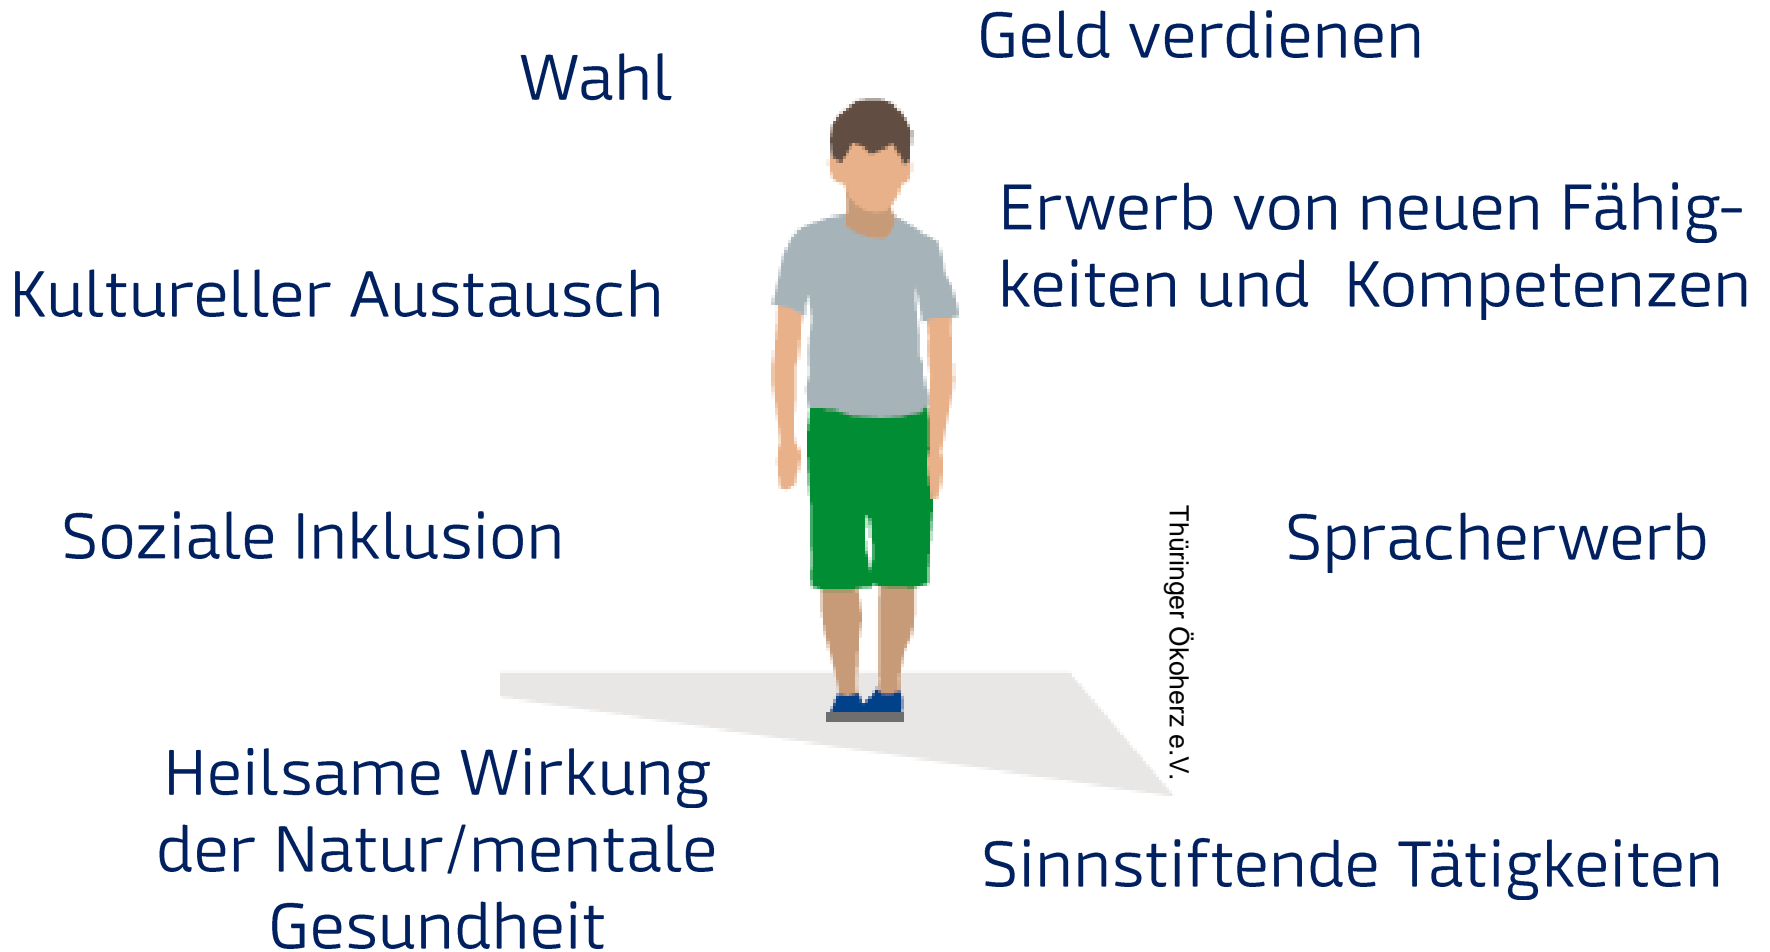 Geld verdienen
Wahl
Erwerb von neuen Fähig-
keiten und Kompetenzen
Kultureller Austausch
Soziale Inklusion
Spracherwerb
Thüringer Ökoherz e.V.
Heilsame Wirkung
der Natur/mentale
Gesundheit
Sinnstiftende Tätigkeiten